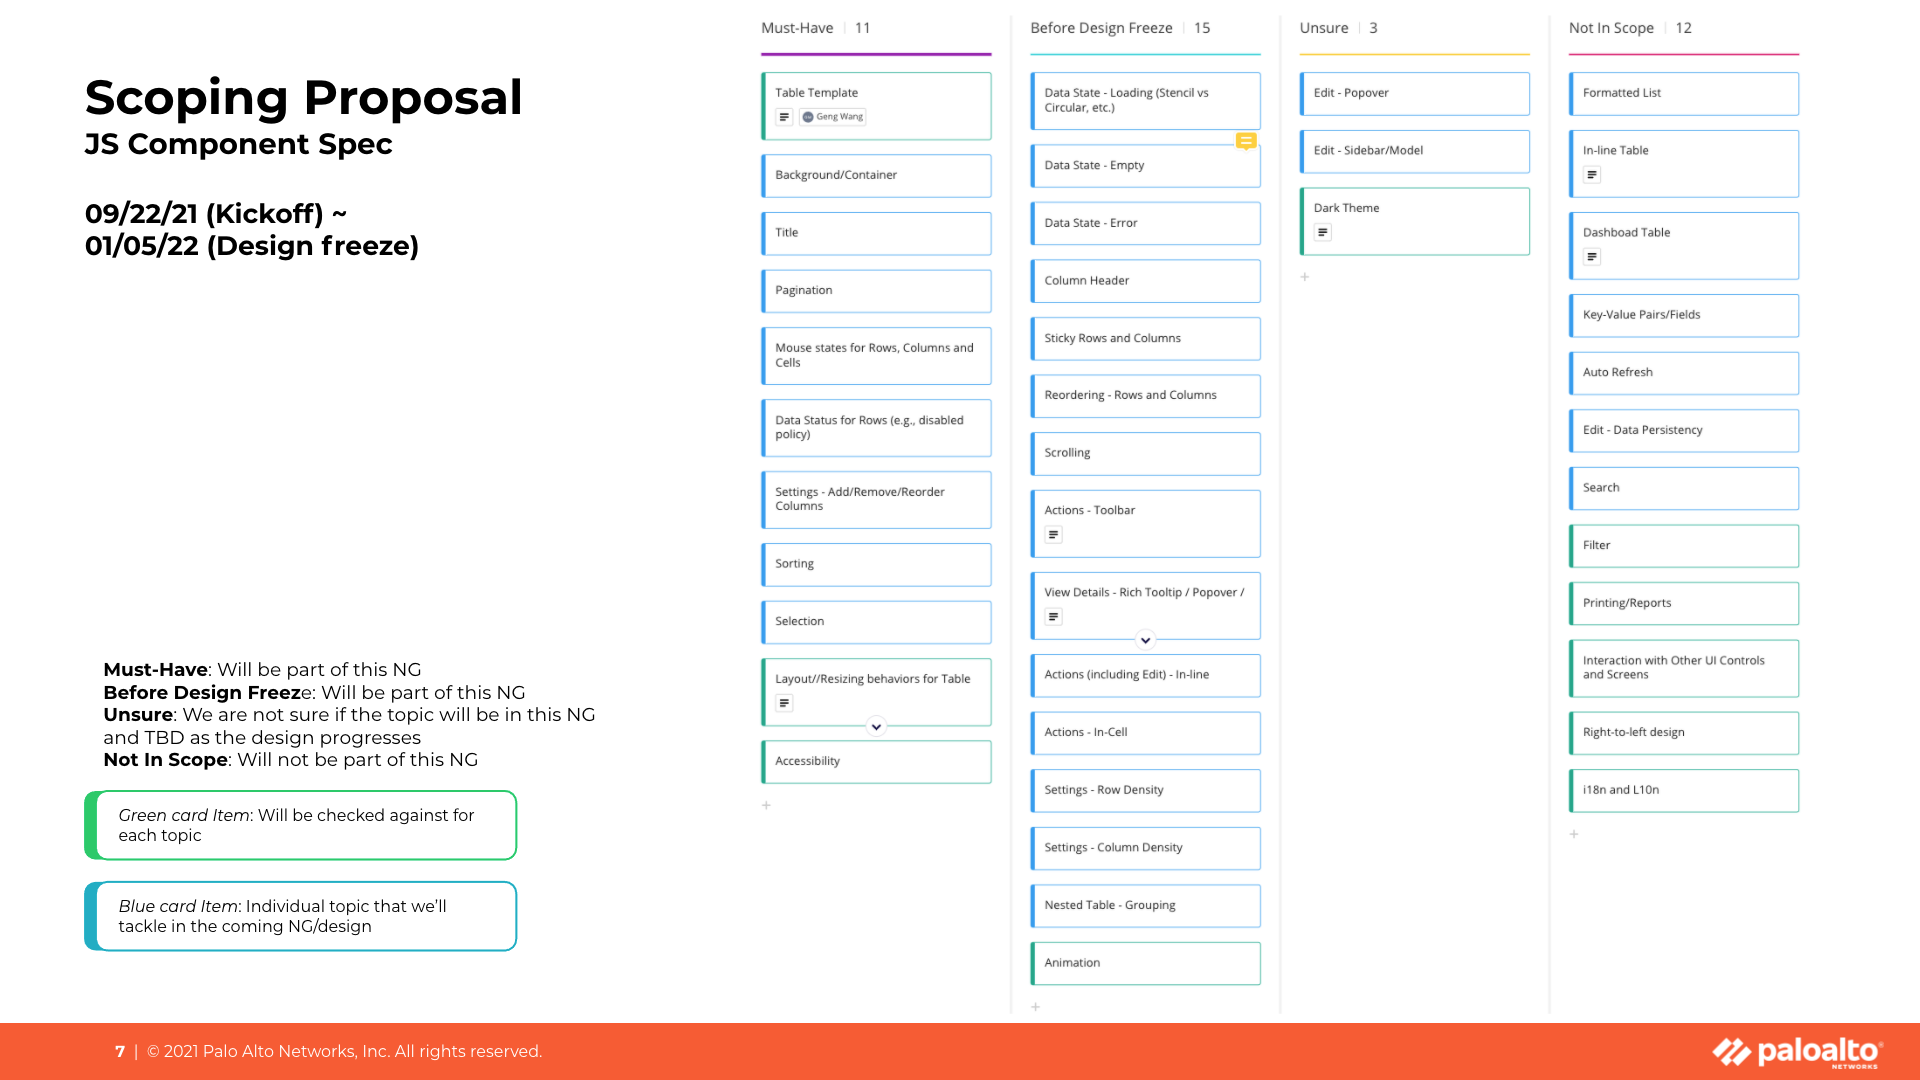 Scoping Proposal
JS Component Spec
09/22/21 (Kickoff) ~
01/05/22 (Design freeze)
Must-Have: Will be part of this NG
Before Design Freeze: Will be part of this NG
Unsure: We are not sure if the topic will be in this NG
and TBD as the design progresses
Not In Scope: Will not be part of this NG
Green card Item: Will be checked against for
each topic
Blue card Item: Individual topic that we'll
tackle in the coming NG/design
Must-Have | 11
Table Template
Geng Wang
Background/Container
Title
Pagination
Mouse states for Rows, Columns and
Cells
Data Status for Rows (e.g., disabled
policy)
Settings - Add/Remove/Reorder
Columns
Sorting
Selection
Layout//Resizing behaviors for Table
Accessibility
+
Before Design Freeze | 15
Data State - Loading (Stencil vs
Circular, etc.)
Data State - Empty
Data State - Error
Column Header
Sticky Rows and Columns
Reordering - Rows and Columns
Scrolling
Actions - Toolbar
View Details - Rich Tooltip / Popover /
Actions (including Edit) - In-line
Actions - In-Cell
Settings - Row Density
Settings - Column Density
Nested Table - Grouping
Animation
+
Unsure | 3
Edit - Popover
Edit - Sidebar/Model
Dark Theme
+
Not In Scope | 12
Formatted List
In-line Table
Dashboad Table
Key-Value Pairs/Fields
Auto Refresh
Edit - Data Persistency
Search
Filter
Printing/Reports
Interaction with Other UI Controls
and Screens
Right-to-left design
i18n and L10n
+
7 | © 2021 Palo Alto Networks, Inc. All rights reserved.
paloalto®
NETWORKS